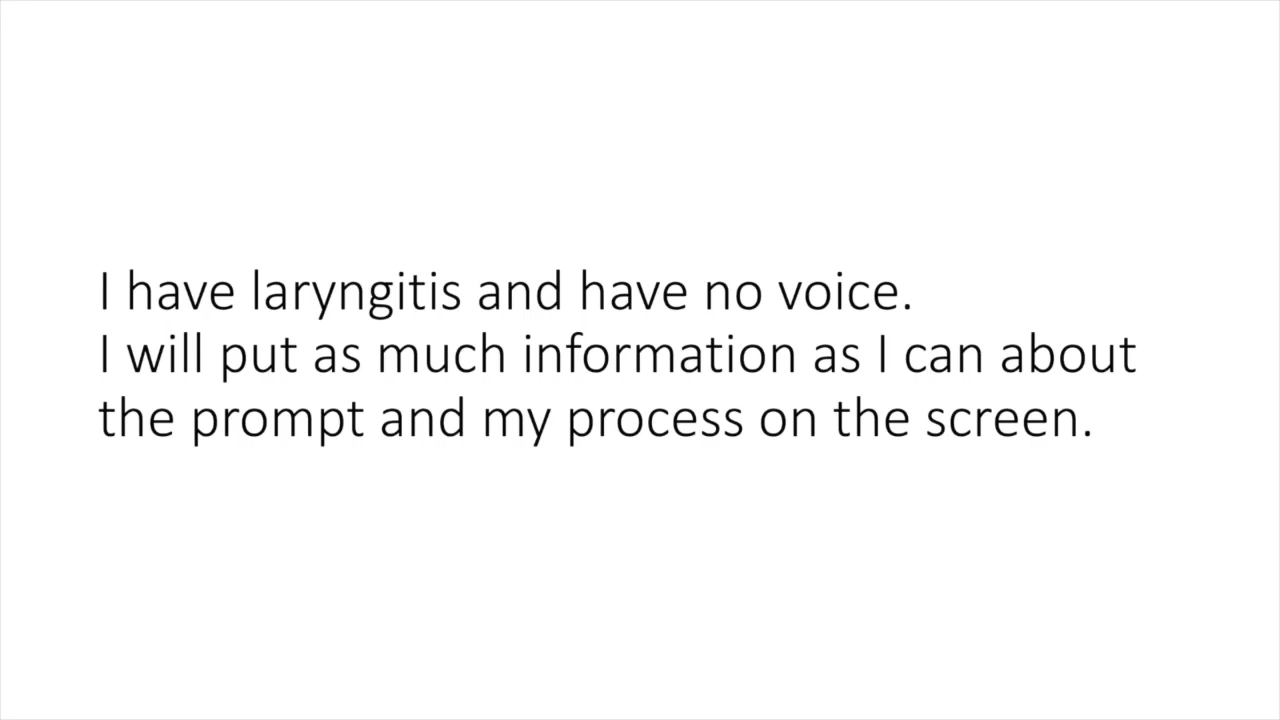 I have laryngitis and have no voice.
I will put as much information as I can about
the prompt and my process on the screen.